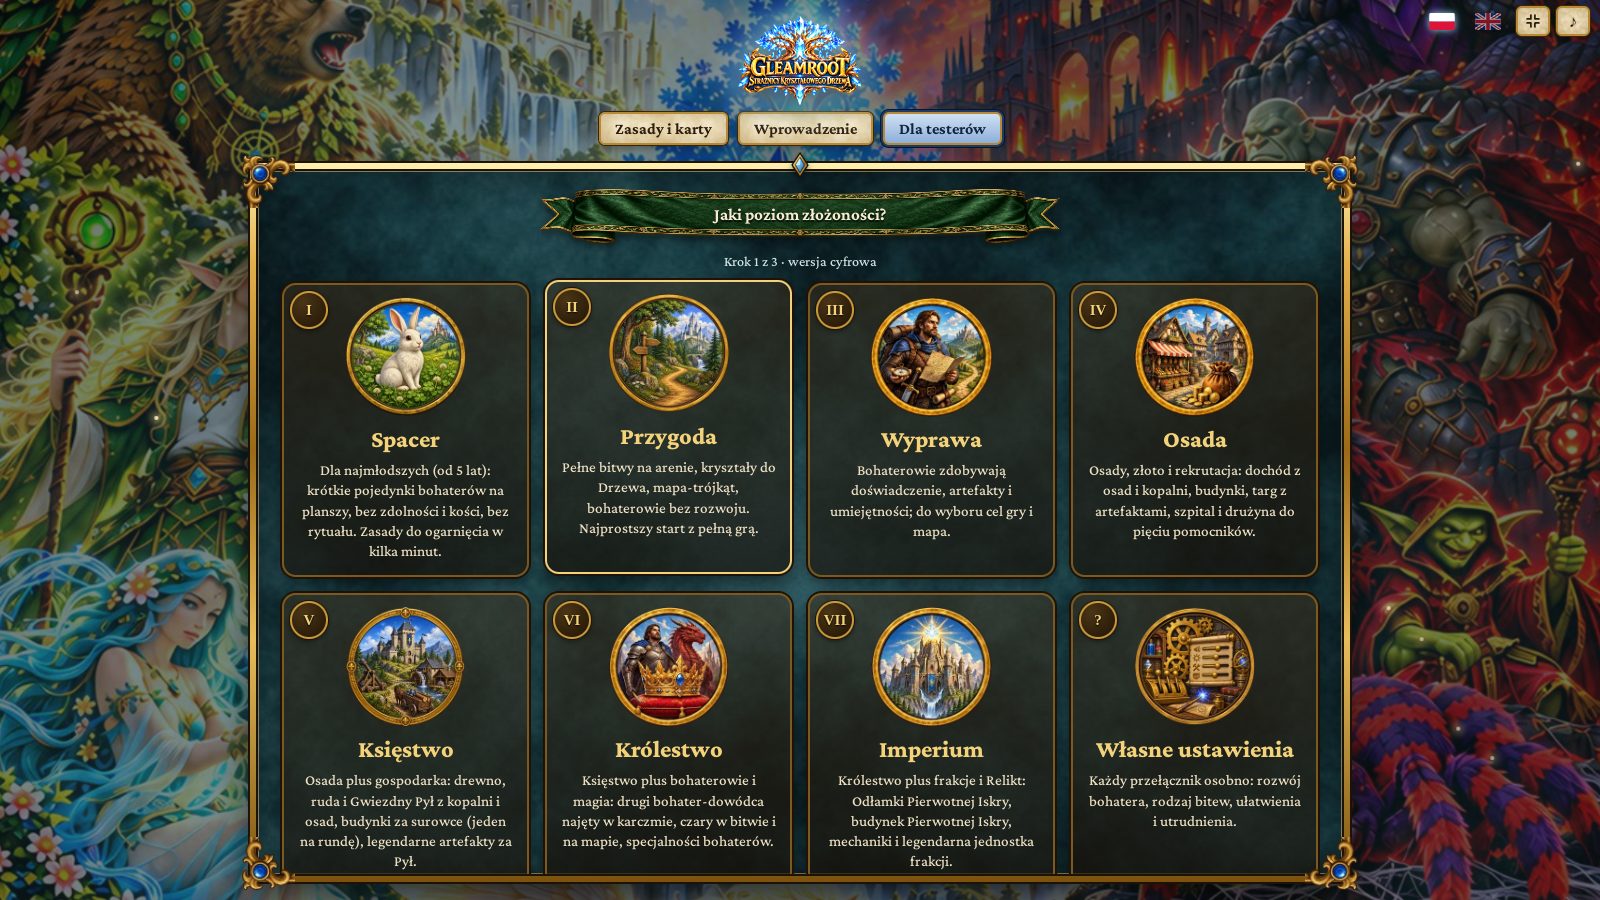 GLEAMROOT
STRAŻNICY KRYSZTAŁOWEGO DRZEWA
Zasady i karty
Wprowadzenie
Dla testerów
Jaki poziom złożoności?
Krok 1 z 3 · wersja cyfrowa
I
Spacer
Dla najmłodszych (od 5 lat):
krótkie pojedynki bohaterów na
planszy, bez zdolności i kości, bez
rytuału. Zasady do ogarnięcia w
kilka minut.
II
Przygoda
Pełne bitwy na arenie, kryształy do
Drzewa, mapa-trójkąt,
bohaterowie bez rozwoju.
Najprostszy start z pełną grą.
III
Wyprawa
Bohaterowie zdobywają
doświadczenie, artefakty i
umiejętności; do wyboru cel gry i
mapa.
IV
Osada
Osady, złoto i rekrutacja: dochód z
osad i kopalni, budynki, targ z
artefaktami, szpital i drużyna do
pięciu pomocników.
V
Księstwo
Osada plus gospodarka: drewno,
ruda i Gwiezdny Pył z kopalni i
osad, budynki za surowce (jeden
na rundę), legendarne artefakty za
Pył.
VI
Królestwo
Księstwo plus bohaterowie i
magia: drugi bohater-dowódca
najęty w karczmie, czary w bitwie i
na mapie, specjalności bohaterów.
VII
Imperium
Królestwo plus frakcje i Relikt:
Odłamki Pierwotnej Iskry,
budynek Pierwotnej Iskry,
mechaniki i legendarna jednostka
frakcji.
?
Własne ustawienia
Każdy przełącznik osobno: rozwój
bohatera, rodzaj bitew, ułatwienia
i utrudnienia.